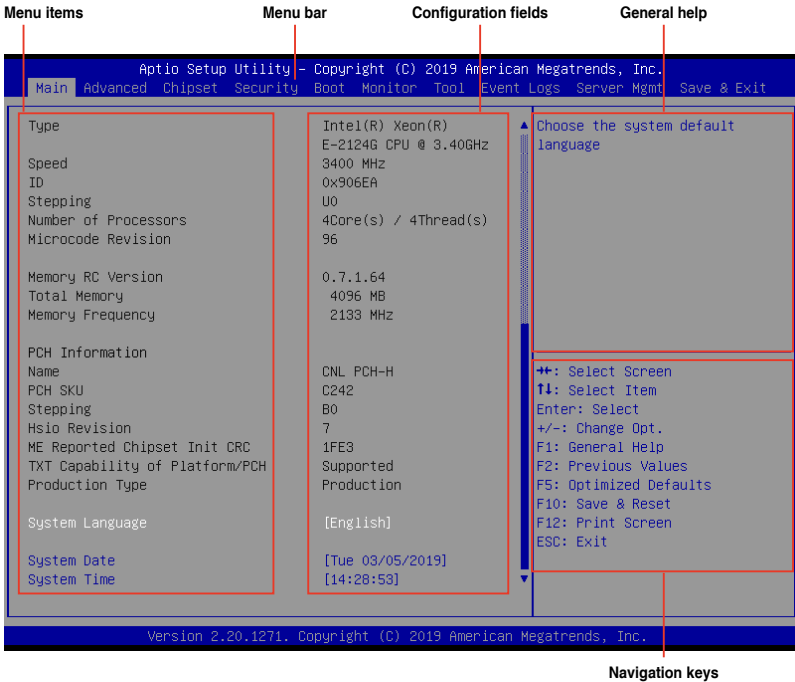 Menu items Menu bar Configuration fields General help
Aptio Setup Utility – Copyright (C) 2019 American Megatrends, Inc.
Main Advanced Chipset Security Boot Monitor Tool Event Logs Server Mgmt Save & Exit
Type Intel(R) Xeon(R)
E-2124G CPU @ 3.40GHz
Speed 3400 MHz
ID 0x906EA
Stepping U0
Number of Processors 4Core(s) / 4Thread(s)
Microcode Revision 96
Memory RC Version 0.7.1.64
Total Memory 4096 MB
Memory Frequency 2133 MHz
PCH Information
Name CNL PCH-H
PCH SKU C242
Stepping B0
Hsio Revision 7
ME Reported Chipset Init CRC 1FE3
TXT Capability of Platform/PCH Supported
Production Type Production
System Language [English]
System Date [Tue 03/05/2019]
System Time [14:28:53]
Choose the system default
language
→←: Select Screen
↑↓: Select Item
Enter: Select
+/-: Change Opt.
F1: General Help
F2: Previous Values
F5: Optimized Defaults
F10: Save & Reset
F12: Print Screen
ESC: Exit
Version 2.20.1271. Copyright (C) 2019 American Megatrends, Inc.
Navigation keys